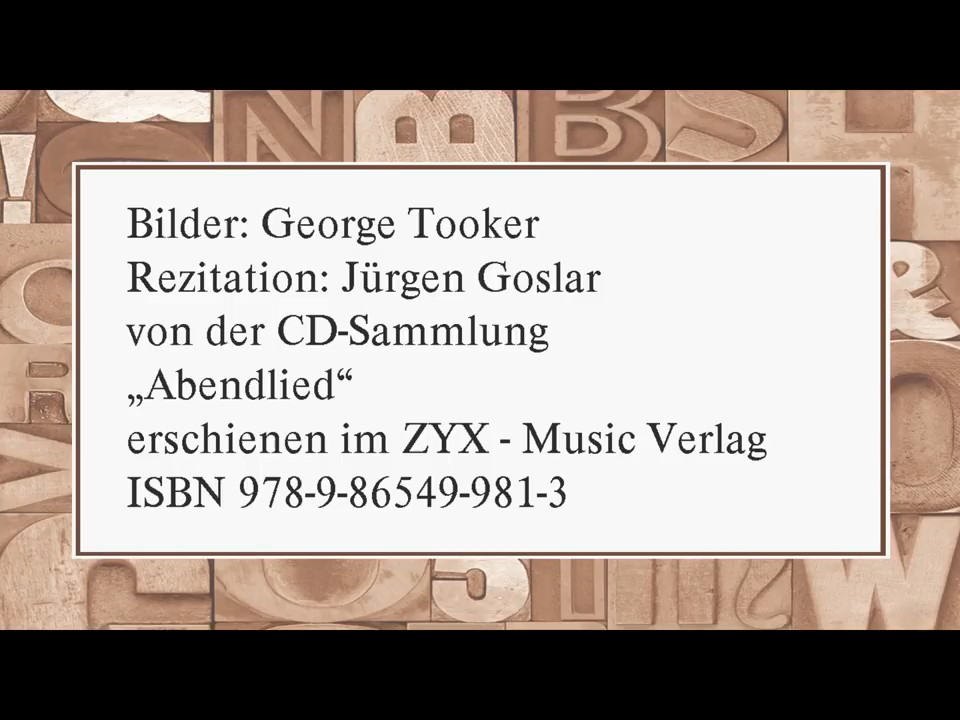 Bilder: George Tooker
Rezitation: Jürgen Goslar
von der CD-Sammlung
„Abendlied“
erschienen im ZYX - Music Verlag
ISBN 978-9-86549-981-3